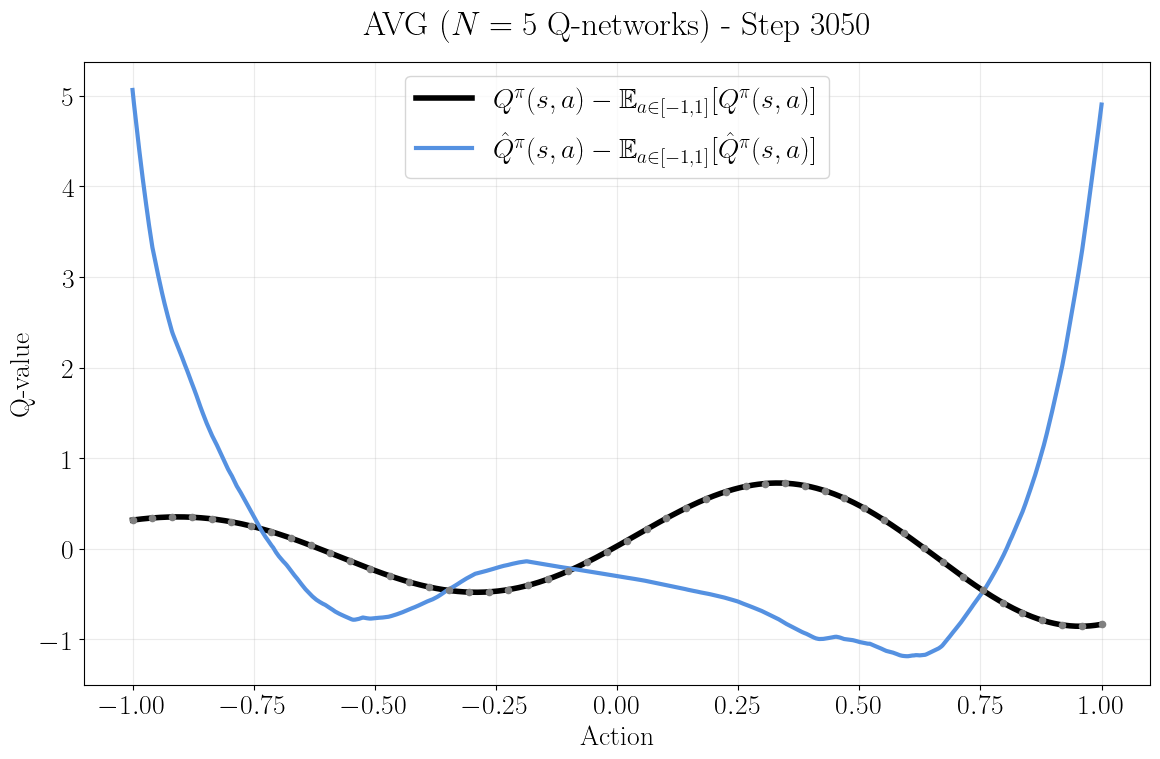 AVG (N = 5 Q-networks) - Step 3050
Q^π(s, a) − 𝔼_{a∈[−1,1]}[Q^π(s, a)]
Q̂^π(s, a) − 𝔼_{a∈[−1,1]}[Q̂^π(s, a)]
Q-value
5
4
3
2
1
0
−1
−1.00 −0.75 −0.50 −0.25 0.00 0.25 0.50 0.75 1.00
Action